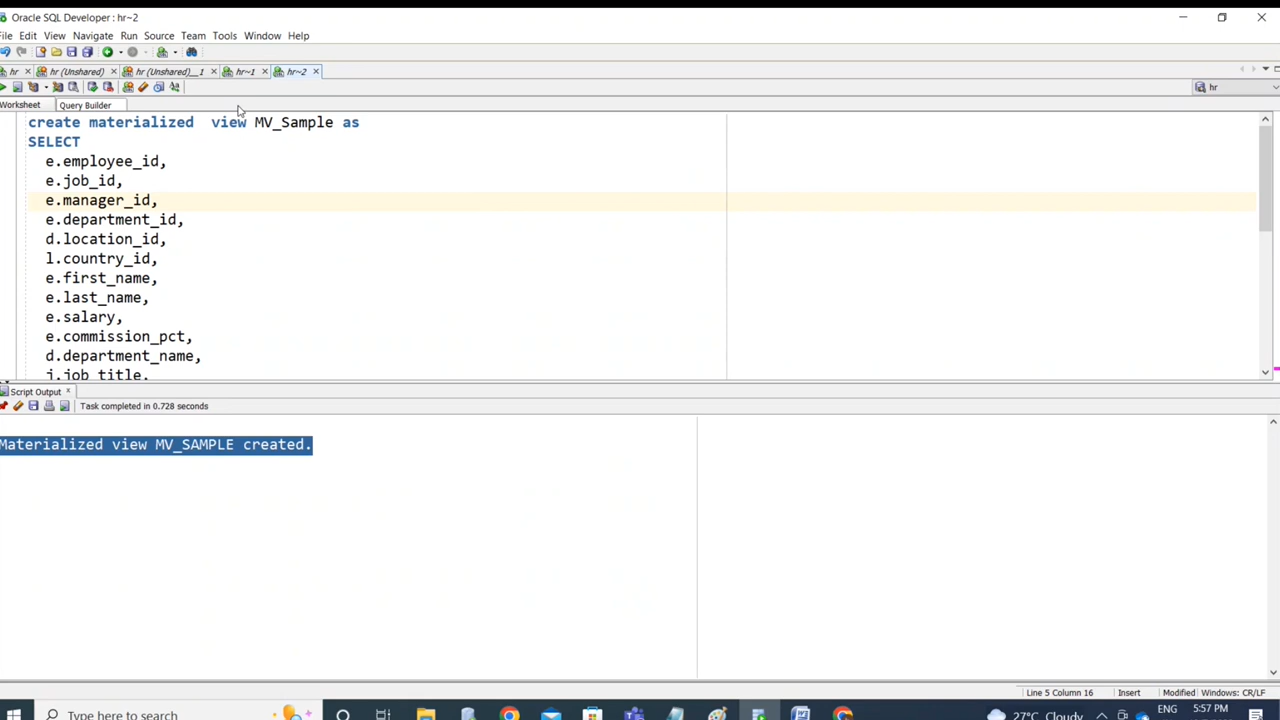 Oracle SQL Developer : hr~2
File Edit View Navigate Run Source Team Tools Window Help
hr hr (Unshared) hr (Unshared)__1 hr~1 hr~2
hr
Worksheet Query Builder
create materialized  view MV_Sample as
SELECT
e.employee_id,
e.job_id,
e.manager_id,
e.department_id,
d.location_id,
l.country_id,
e.first_name,
e.last_name,
e.salary,
e.commission_pct,
d.department_name,
j.job_title,
Script Output
Task completed in 0.728 seconds
Materialized view MV_SAMPLE created.
Line 5 Column 16 Insert Modified Windows: CR/LF
Type here to search 27°C Cloudy ENG 5:57 PM